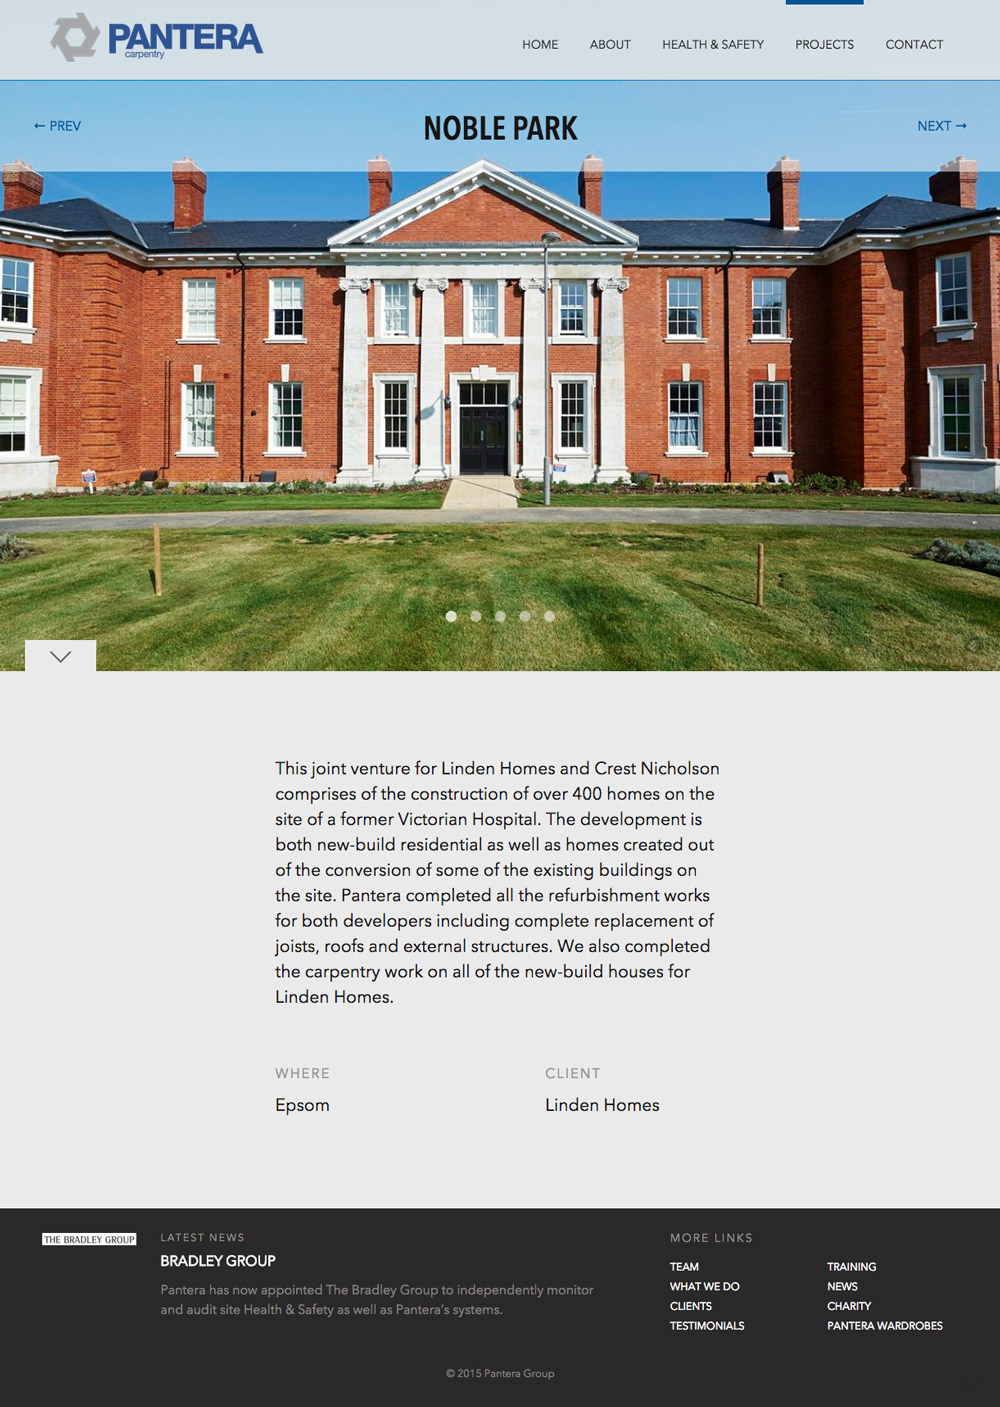 PANTERA
carpentry
HOME ABOUT HEALTH & SAFETY PROJECTS CONTACT
← PREV
NOBLE PARK
NEXT →
This joint venture for Linden Homes and Crest Nicholson
comprises of the construction of over 400 homes on the
site of a former Victorian Hospital. The development is
both new-build residential as well as homes created out
of the conversion of some of the existing buildings on
the site. Pantera completed all the refurbishment works
for both developers including complete replacement of
joists, roofs and external structures. We also completed
the carpentry work on all of the new-build houses for
Linden Homes.
WHERE
Epsom
CLIENT
Linden Homes
THE BRADLEY GROUP
LATEST NEWS
BRADLEY GROUP
Pantera has now appointed The Bradley Group to independently monitor
and audit site Health & Safety as well as Pantera's systems.
MORE LINKS
TEAM
WHAT WE DO
CLIENTS
TESTIMONIALS
TRAINING
NEWS
CHARITY
PANTERA WARDROBES
© 2015 Pantera Group